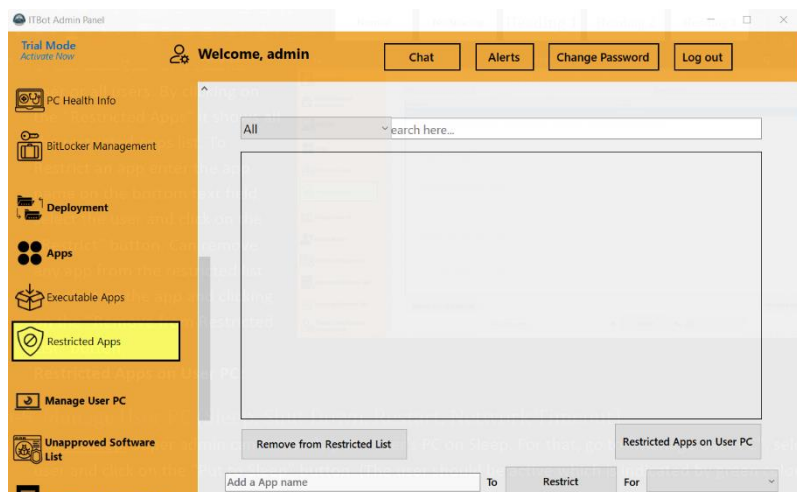 ITBot Admin Panel
Trial Mode
Activate Now
Welcome, admin
Chat
Alerts
Change Password
Log out
PC Health Info
BitLocker Management
Deployment
Apps
Executable Apps
Restricted Apps
Manage User PC
Unapproved Software
List
All
earch here...
Remove from Restricted List
Restricted Apps on User PC
Add a App name
To
Restrict
For